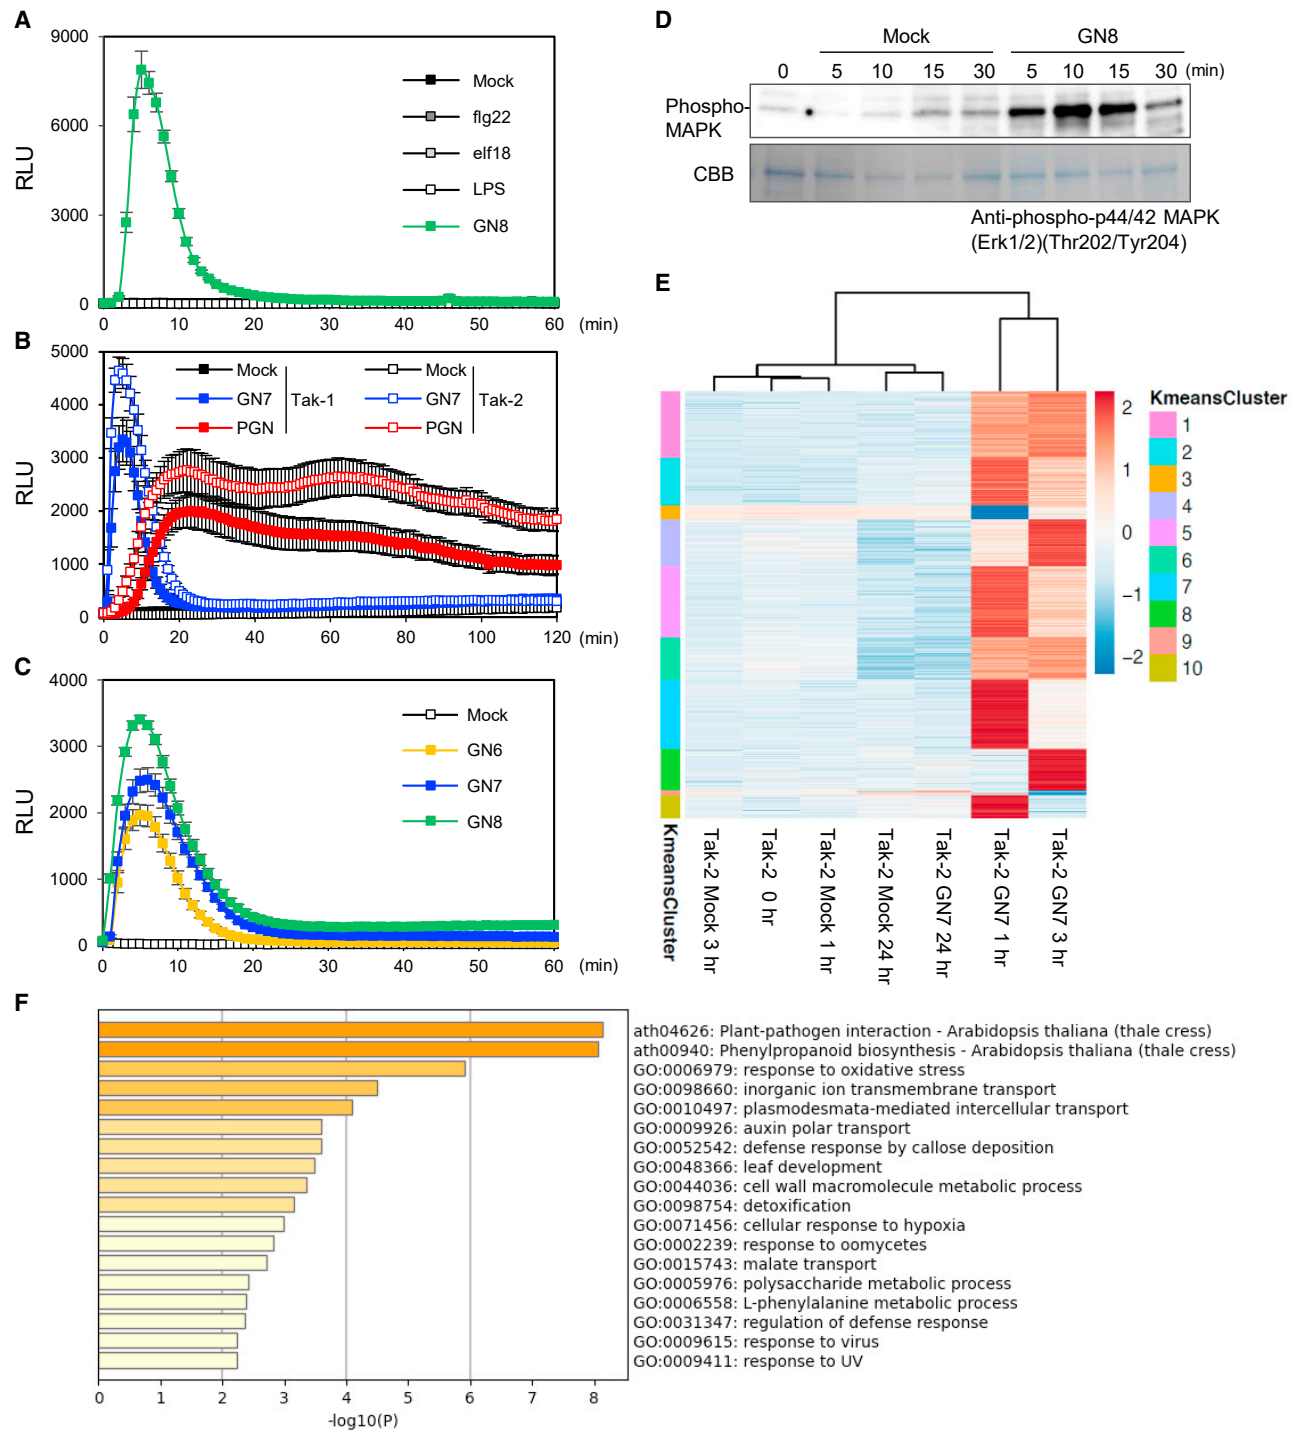 A
9000
6000
3000
0
RLU
0 10 20 30 40 50 60 (min)
Mock
flg22
elf18
LPS
GN8
B
5000
4000
3000
2000
1000
0
RLU
0 20 40 60 80 100 120 (min)
Mock
GN7
PGN
Tak-1
Mock
GN7
PGN
Tak-2
C
4000
3000
2000
1000
0
RLU
0 10 20 30 40 50 60 (min)
Mock
GN6
GN7
GN8
D
Mock GN8
0 5 10 15 30 5 10 15 30 (min)
Phospho-
MAPK
CBB
Anti-phospho-p44/42 MAPK
(Erk1/2)(Thr202/Tyr204)
E
2
1
0
−1
−2
KmeansCluster
1
2
3
4
5
6
7
8
9
10
KmeansCluster
Tak-2 Mock 3 hr
Tak-2 0 hr
Tak-2 Mock 1 hr
Tak-2 Mock 24 hr
Tak-2 GN7 24 hr
Tak-2 GN7 1 hr
Tak-2 GN7 3 hr
F
ath04626: Plant-pathogen interaction - Arabidopsis thaliana (thale cress)
ath00940: Phenylpropanoid biosynthesis - Arabidopsis thaliana (thale cress)
GO:0006979: response to oxidative stress
GO:0098660: inorganic ion transmembrane transport
GO:0010497: plasmodesmata-mediated intercellular transport
GO:0009926: auxin polar transport
GO:0052542: defense response by callose deposition
GO:0048366: leaf development
GO:0044036: cell wall macromolecule metabolic process
GO:0098754: detoxification
GO:0071456: cellular response to hypoxia
GO:0002239: response to oomycetes
GO:0015743: malate transport
GO:0005976: polysaccharide metabolic process
GO:0006558: L-phenylalanine metabolic process
GO:0031347: regulation of defense response
GO:0009615: response to virus
GO:0009411: response to UV
0 1 2 3 4 5 6 7 8
-log10(P)